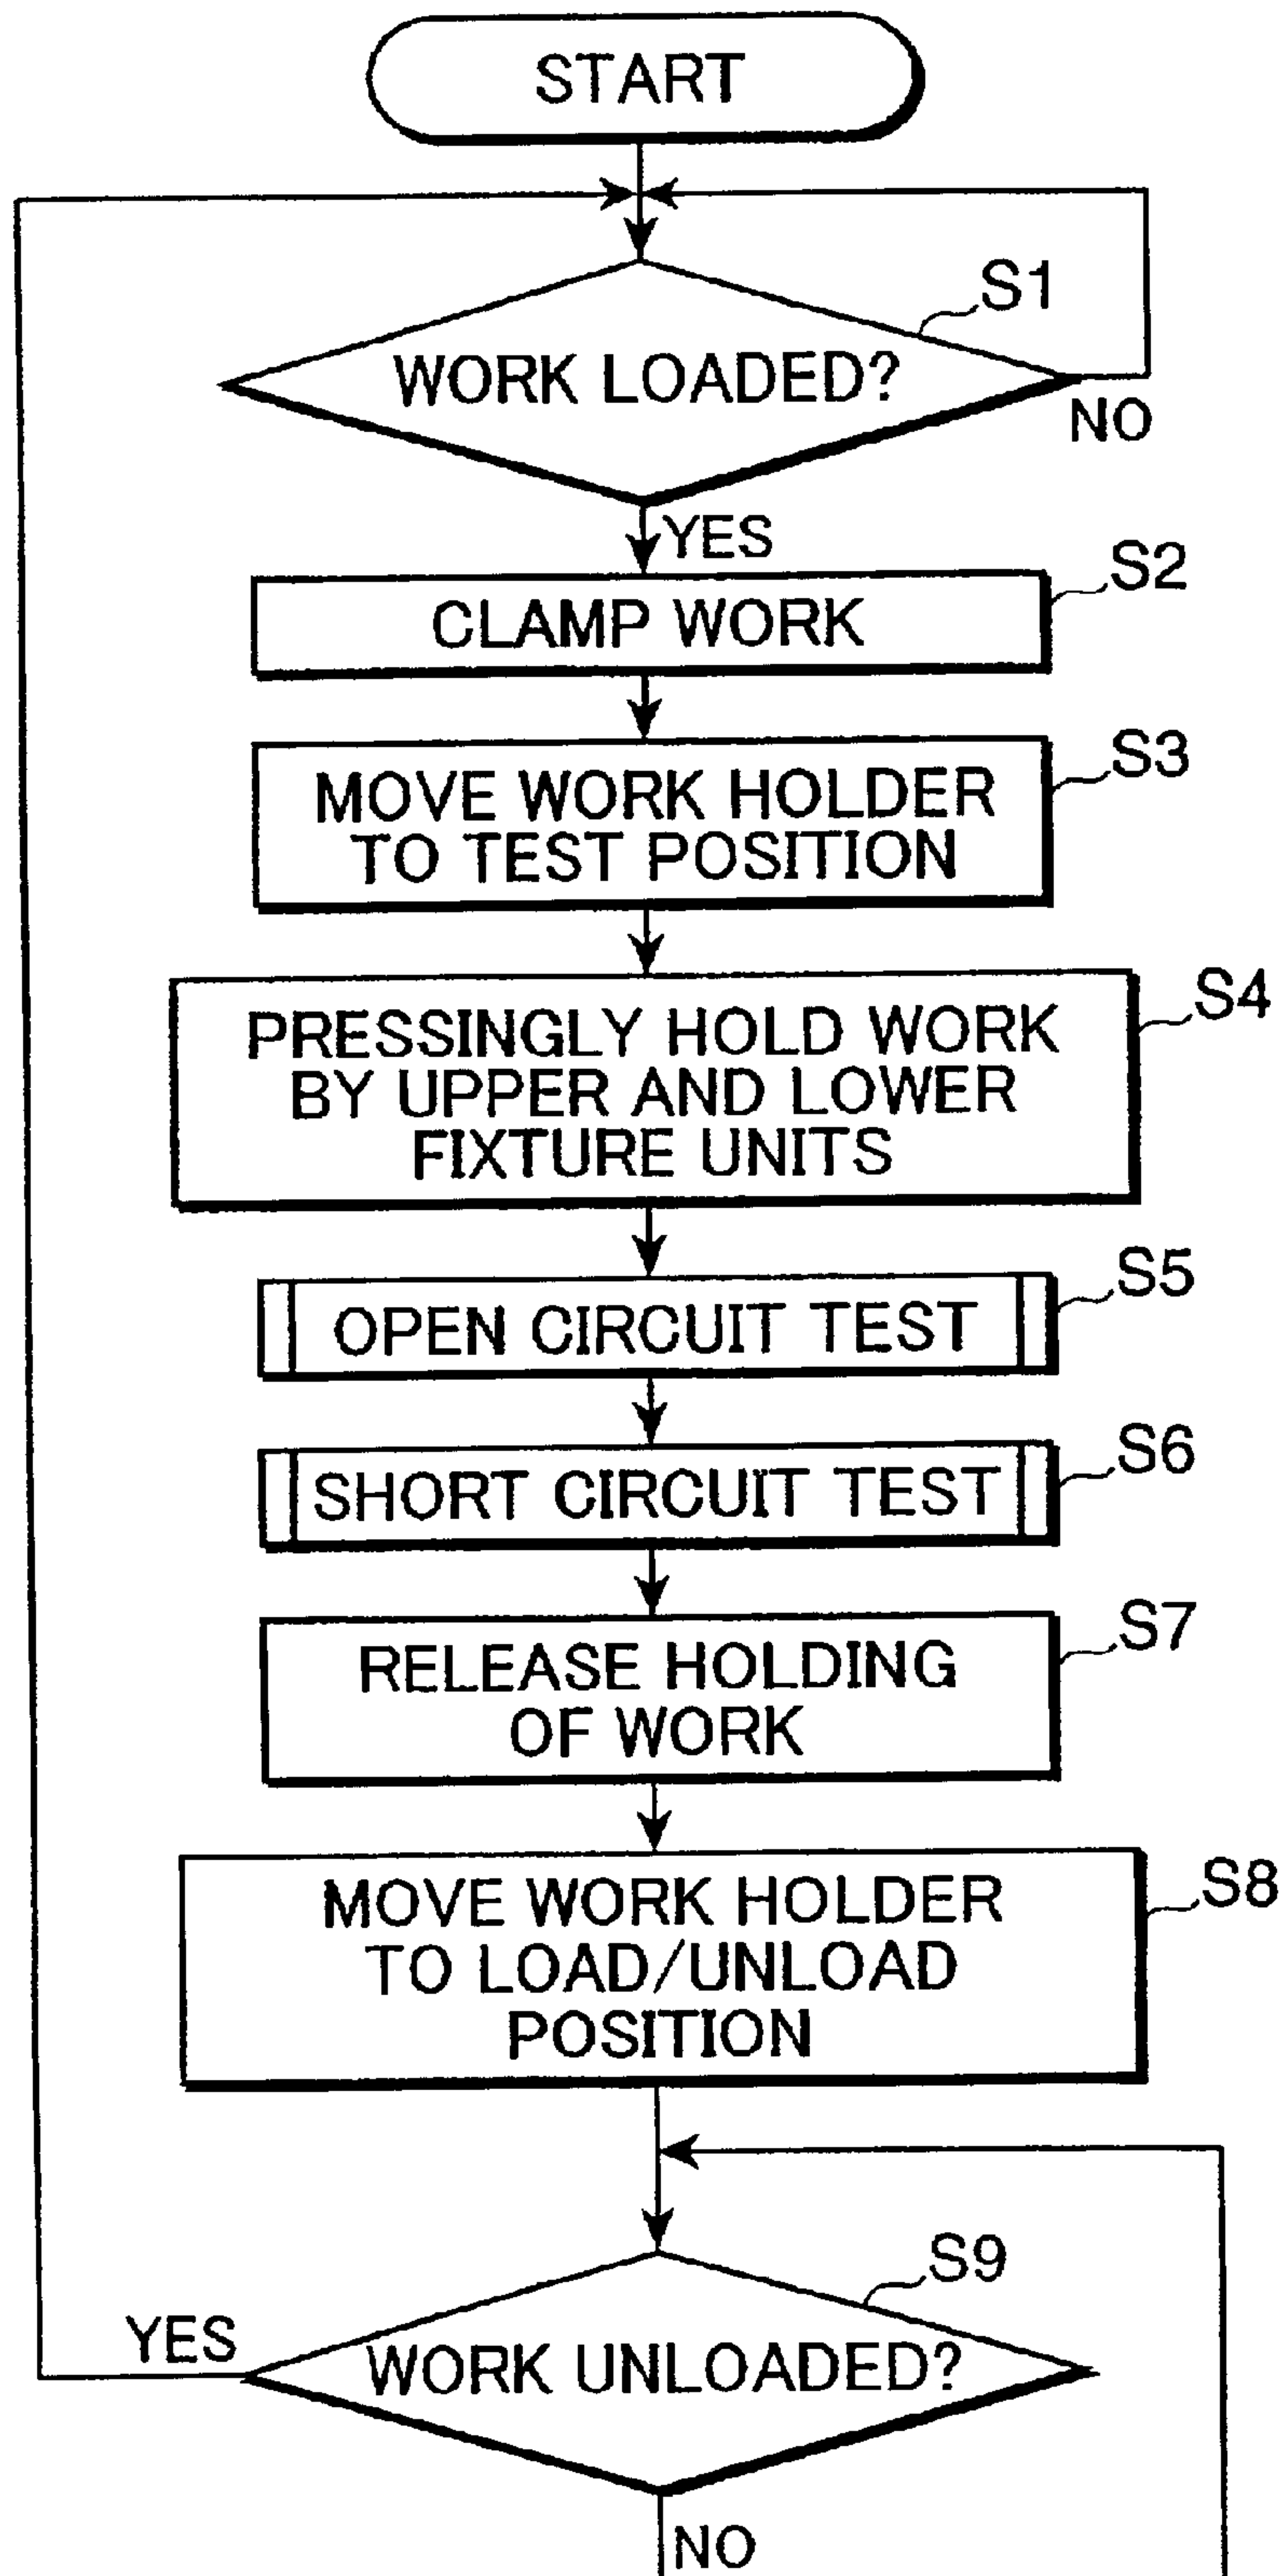 START
S1
WORK LOADED?
NO
YES
S2
CLAMP WORK
S3
MOVE WORK HOLDER
TO TEST POSITION
S4
PRESSINGLY HOLD WORK
BY UPPER AND LOWER
FIXTURE UNITS
S5
OPEN CIRCUIT TEST
S6
SHORT CIRCUIT TEST
S7
RELEASE HOLDING
OF WORK
S8
MOVE WORK HOLDER
TO LOAD/UNLOAD
POSITION
S9
YES
WORK UNLOADED?
NO